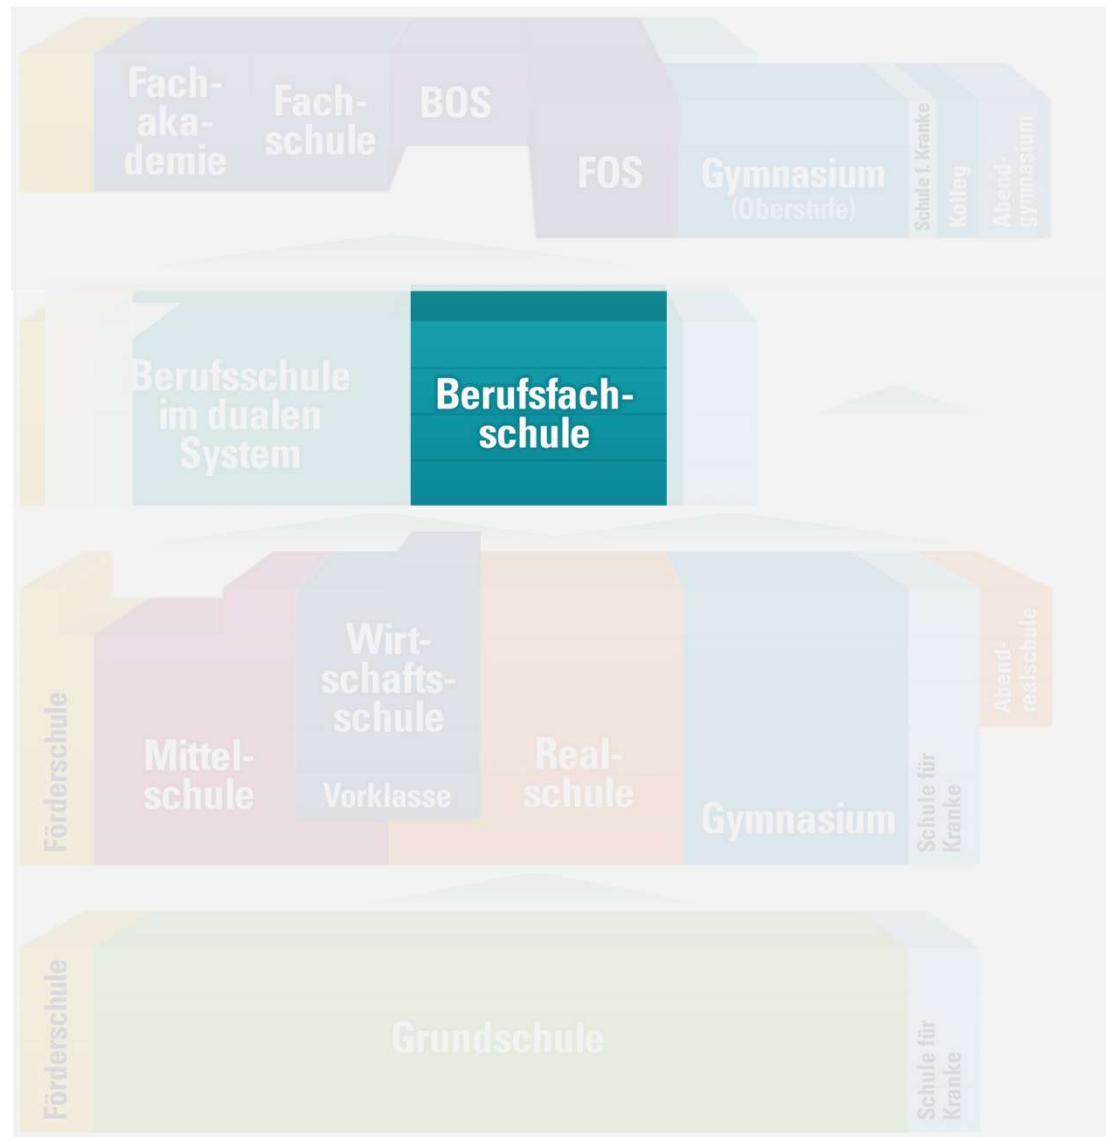 Fach-
aka-
demie
Fach-
schule
BOS
FOS
Gymnasium
(Oberstufe)
Schule f. Kranke
Kolleg
Abend-
gymnasium
Berufsschule
im dualen
System
Berufsfach-
schule
Förderschule
Mittel-
schule
Wirt-
schafts-
schule
Vorklasse
Real-
schule
Gymnasium
Schule für
Kranke
Abend-
realschule
Förderschule
Grundschule
Schule für
Kranke